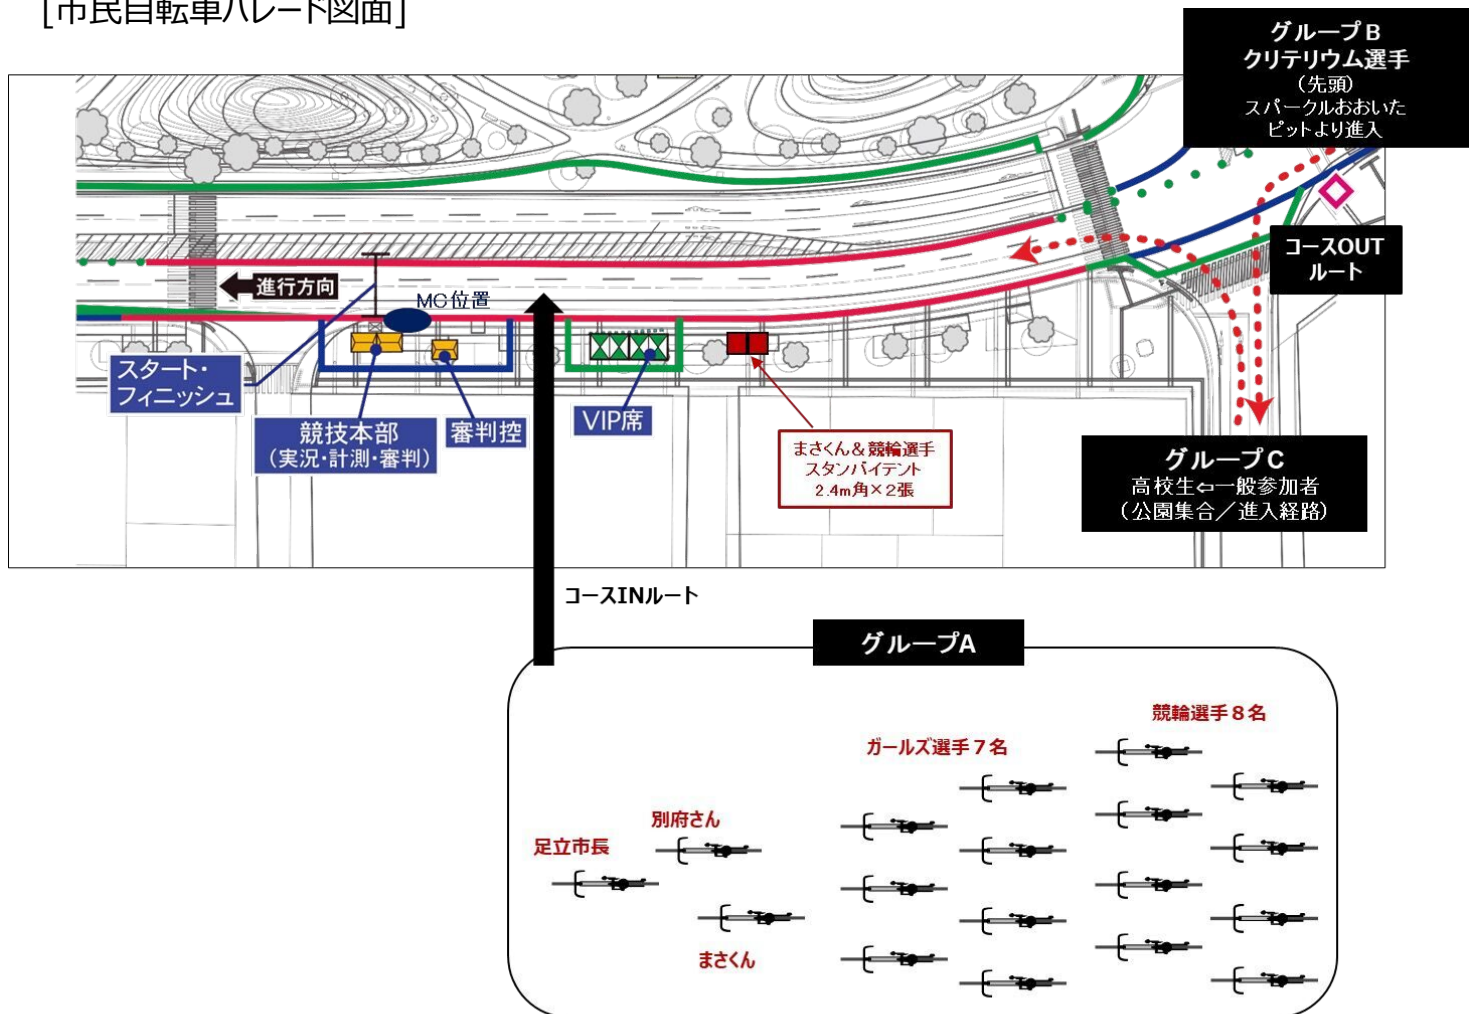 [市民自転車パレード図面]
グループB
クリテリウム選手
(先頭)
スパークルおおいた
ピットより進入
コースOUT
ルート
進行方向
MC位置
スタート・
フィニッシュ
競技本部
(実況・計測・審判)
審判控
VIP席
まさくん&競輪選手
スタンバイテント
2.4m角×2張
グループC
高校生⇦一般参加者
(公園集合/進入経路)
コースINルート
グループA
競輪選手8名
ガールズ選手7名
別府さん
足立市長
まさくん